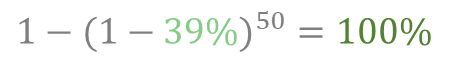 1 − (1 − 39%)⁵⁰ = 100%